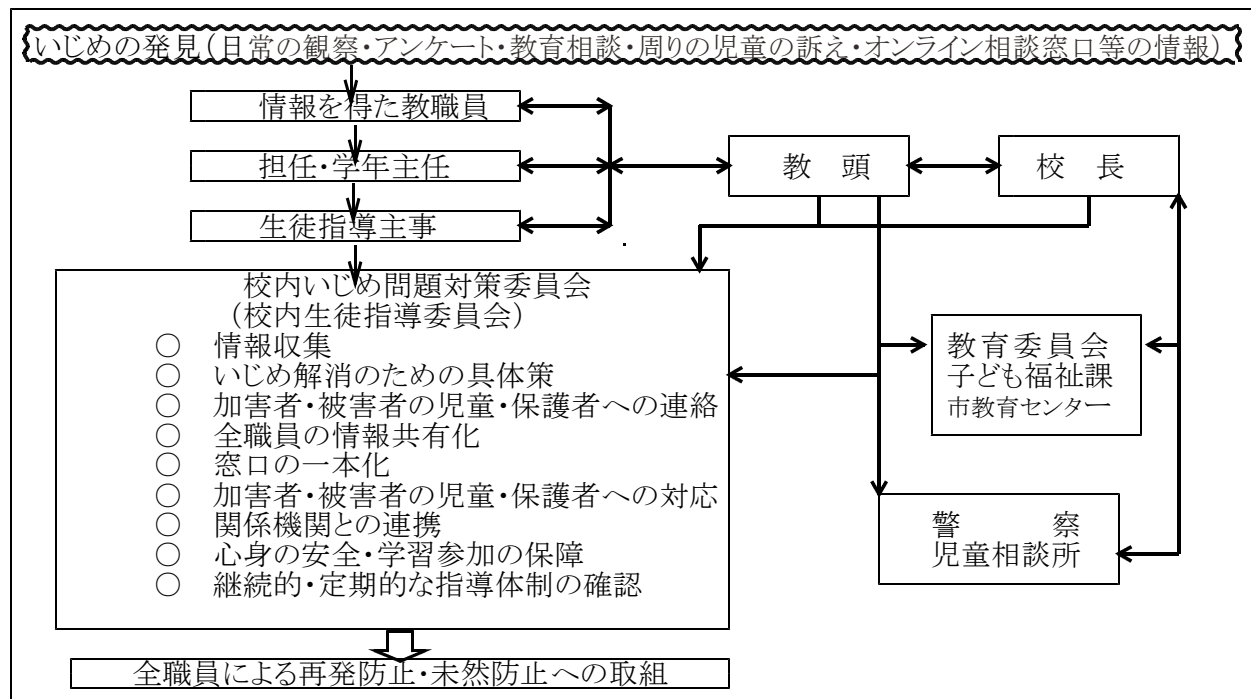 いじめの発見(日常の観察・アンケート・教育相談・周りの児童の訴え・オンライン相談窓口等の情報)
情報を得た教職員
担任・学年主任
教 頭
校 長
生徒指導主事
校内いじめ問題対策委員会
(校内生徒指導委員会)
○ 情報収集
○ いじめ解消のための具体策
○ 加害者・被害者の児童・保護者への連絡
○ 全職員の情報共有化
○ 窓口の一本化
○ 加害者・被害者の児童・保護者への対応
○ 関係機関との連携
○ 心身の安全・学習参加の保障
○ 継続的・定期的な指導体制の確認
教育委員会
子ども福祉課
市教育センター
警 察
児童相談所
全職員による再発防止・未然防止への取組